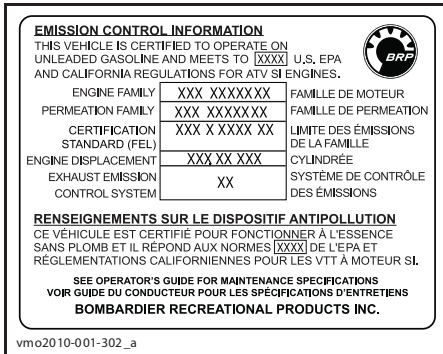 EMISSION CONTROL INFORMATION
THIS VEHICLE IS CERTIFIED TO OPERATE ON
UNLEADED GASOLINE AND MEETS TO XXXX U.S. EPA
AND CALIFORNIA REGULATIONS FOR ATV SI ENGINES.
BRP
ENGINE FAMILY XXX XXXXXXX FAMILLE DE MOTEUR
PERMEATION FAMILY XXX XXXXXXX FAMILLE DE PERMEATION
CERTIFICATION XXX X XXXX XX LIMITE DES ÉMISSIONS
STANDARD (FEL) DE LA FAMILLE
ENGINE DISPLACEMENT XXX XX XXX CYLINDRÉE
EXHAUST EMISSION XX SYSTÈME DE CONTRÔLE
CONTROL SYSTEM DES ÉMISSIONS
RENSEIGNEMENTS SUR LE DISPOSITIF ANTIPOLLUTION
CE VÉHICULE EST CERTIFIÉ POUR FONCTIONNER À L'ESSENCE
SANS PLOMB ET IL RÉPOND AUX NORMES XXXX DE L'EPA ET
RÉGLEMENTATIONS CALIFORNIENNES POUR LES VTT À MOTEUR SI.
SEE OPERATOR'S GUIDE FOR MAINTENANCE SPECIFICATIONS
VOIR GUIDE DU CONDUCTEUR POUR LES SPÉCIFICATIONS D'ENTRETIENS
BOMBARDIER RECREATIONAL PRODUCTS INC.
vmo2010-001-302_a